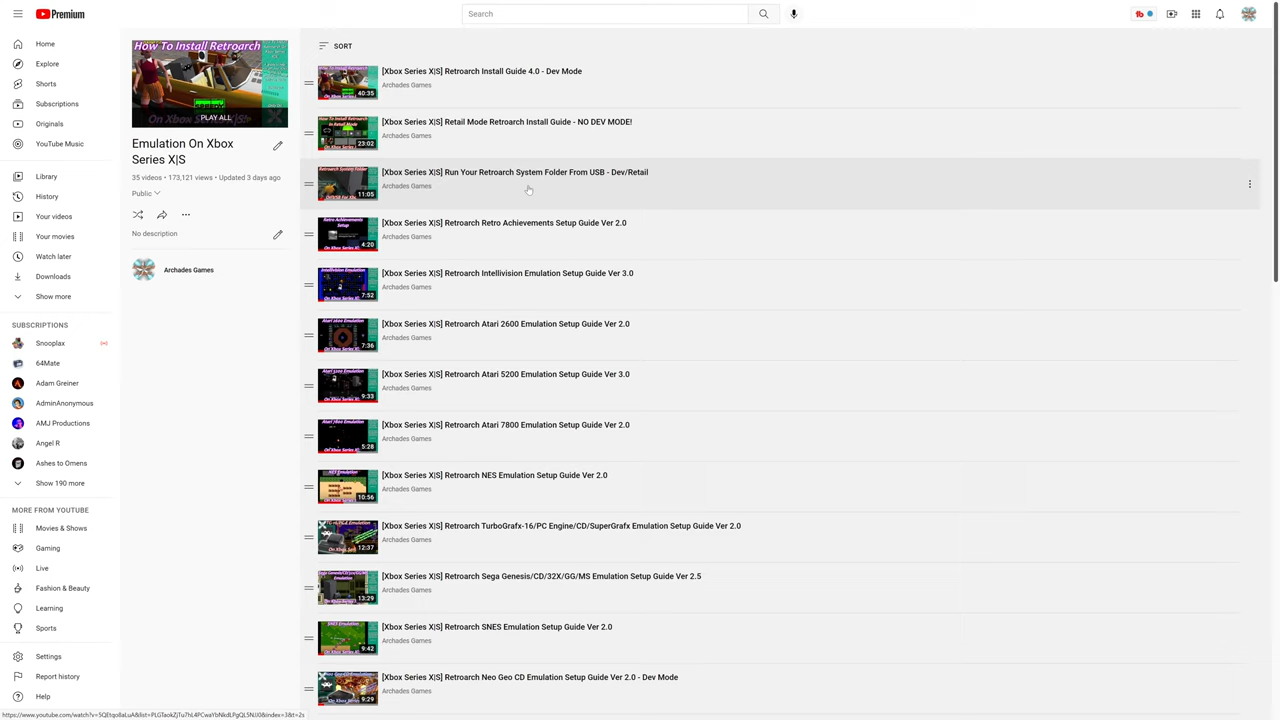 Premium
Search
Home
Explore
Shorts
Subscriptions
Originals
YouTube Music
Library
History
Your videos
Your movies
Watch later
Downloads
Show more
SUBSCRIPTIONS
Snooplax
64Mate
Adam Greiner
AdminAnonymous
AMJ Productions
Angel R
Ashes to Omens
Show 190 more
MORE FROM YOUTUBE
Movies & Shows
Gaming
Live
Fashion & Beauty
Learning
Sports
Settings
Report history
Help
How To Install Retroarch
On Xbox Series X
PLAY ALL
Emulation On Xbox
Series X|S
35 videos • 173,121 views • Updated 3 days ago
Public
No description
Archades Games
SORT
40:35
[Xbox Series X|S] Retroarch Install Guide 4.0 - Dev Mode
Archades Games
23:02
[Xbox Series X|S] Retail Mode Retroarch Install Guide - NO DEV MODE!
Archades Games
11:05
[Xbox Series X|S] Run Your Retroarch System Folder From USB - Dev/Retail
Archades Games
4:20
[Xbox Series X|S] Retroarch Retro Achievements Setup Guide Ver 2.0
Archades Games
7:52
[Xbox Series X|S] Retroarch Intellivision Emulation Setup Guide Ver 3.0
Archades Games
7:36
[Xbox Series X|S] Retroarch Atari 2600 Emulation Setup Guide Ver 2.0
Archades Games
9:33
[Xbox Series X|S] Retroarch Atari 5200 Emulation Setup Guide Ver 3.0
Archades Games
5:28
[Xbox Series X|S] Retroarch Atari 7800 Emulation Setup Guide Ver 2.0
Archades Games
10:56
[Xbox Series X|S] Retroarch NES Emulation Setup Guide Ver 2.0
Archades Games
12:37
[Xbox Series X|S] Retroarch TurboGrafx-16/PC Engine/CD/SuperGrafx Emulation Setup Guide Ver 2.0
Archades Games
13:29
[Xbox Series X|S] Retroarch Sega Genesis/CD/32X/GG/MS Emulation Setup Guide Ver 2.5
Archades Games
9:42
[Xbox Series X|S] Retroarch SNES Emulation Setup Guide Ver 2.0
Archades Games
9:29
[Xbox Series X|S] Retroarch Neo Geo CD Emulation Setup Guide Ver 2.0 - Dev Mode
Archades Games